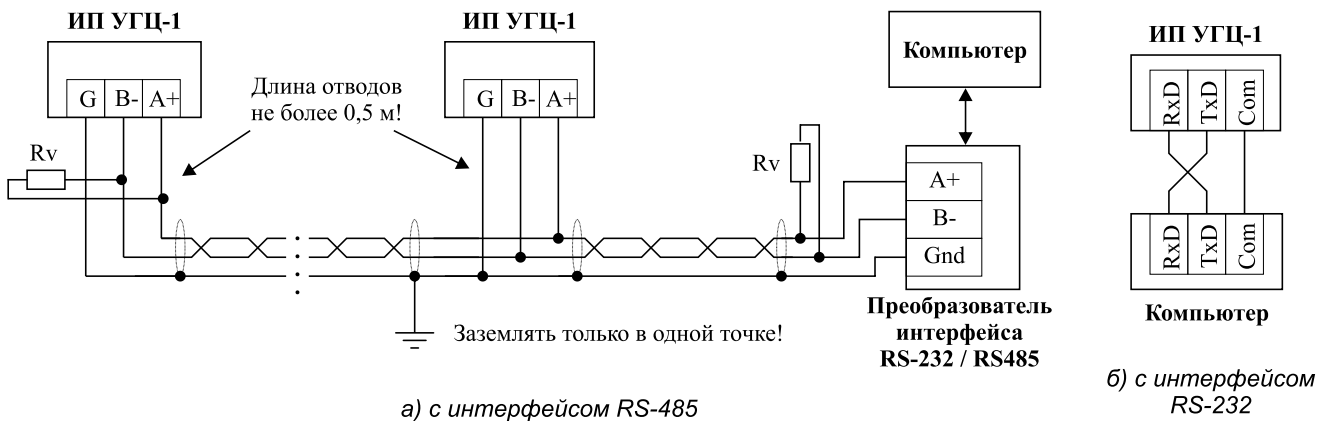 ИП УГЦ-1
G B- A+
Rv
Длина отводов
не более 0,5 м!
ИП УГЦ-1
G B- A+
Rv
Компьютер
A+
B-
Gnd
Преобразователь
интерфейса
RS-232 / RS485
Заземлять только в одной точке!
а) с интерфейсом RS-485
ИП УГЦ-1
RxD TxD Com
RxD TxD Com
Компьютер
б) с интерфейсом
RS-232